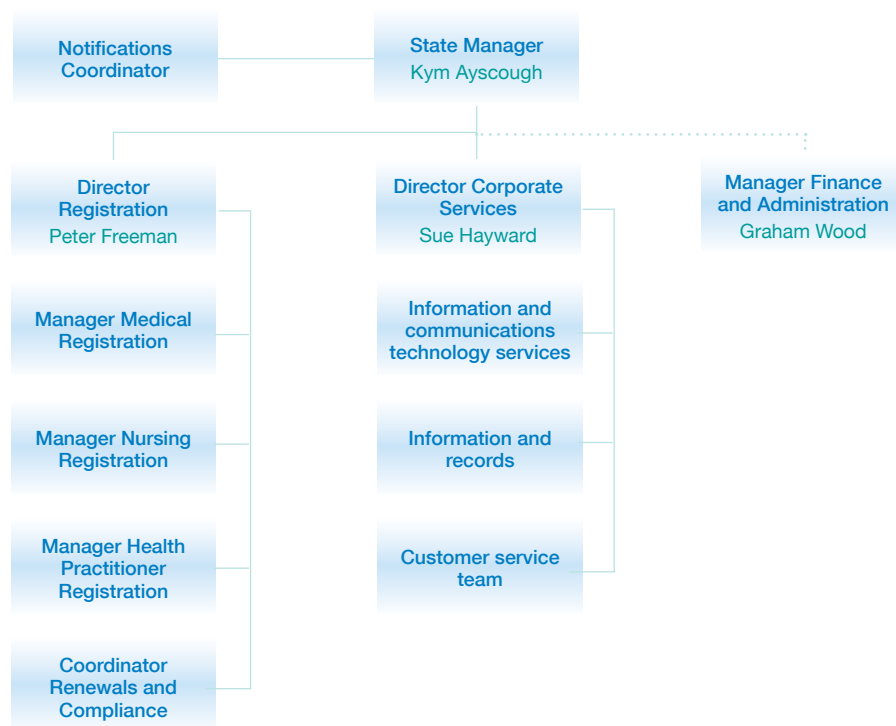 Notifications
Coordinator
State Manager
Kym Ayscough
Director
Registration
Peter Freeman
Director Corporate
Services
Sue Hayward
Manager Finance
and Administration
Graham Wood
Manager Medical
Registration
Information and
communications
technology services
Manager Nursing
Registration
Information and
records
Manager Health
Practitioner
Registration
Customer service
team
Coordinator
Renewals and
Compliance